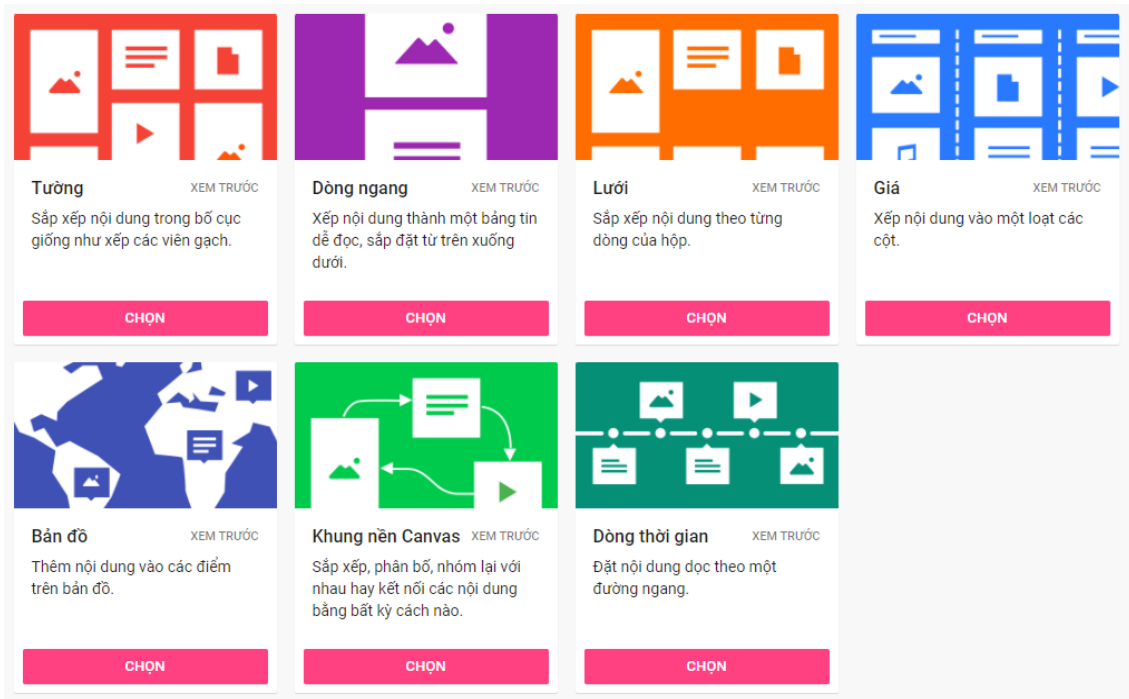 Tường XEM TRƯỚC
Sắp xếp nội dung trong bố cục
giống như xếp các viên gạch.
CHỌN
Dòng ngang XEM TRƯỚC
Xếp nội dung thành một bảng tin
dễ đọc, sắp đặt từ trên xuống
dưới.
CHỌN
Lưới XEM TRƯỚC
Sắp xếp nội dung theo từng
dòng của hộp.
CHỌN
Giá XEM TRƯỚC
Xếp nội dung vào một loạt các
cột.
CHỌN
Bản đồ XEM TRƯỚC
Thêm nội dung vào các điểm
trên bản đồ.
CHỌN
Khung nền Canvas XEM TRƯỚC
Sắp xếp, phân bố, nhóm lại với
nhau hay kết nối các nội dung
bằng bất kỳ cách nào.
CHỌN
Dòng thời gian XEM TRƯỚC
Đặt nội dung dọc theo một
đường ngang.
CHỌN